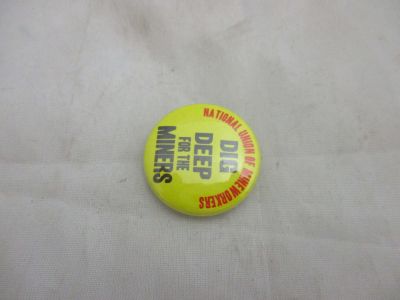 NATIONAL UNION OF MINEWORKERS
DIG
DEEP
FOR THE
MINERS